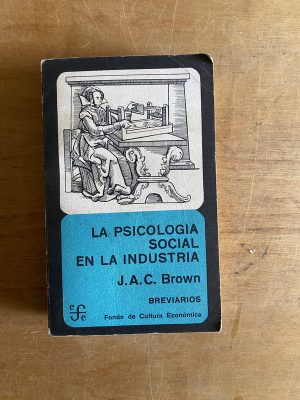 LA PSICOLOGIA
SOCIAL
EN LA INDUSTRIA
J.A.C. Brown
BREVIARIOS
Fondo de Cultura Económica